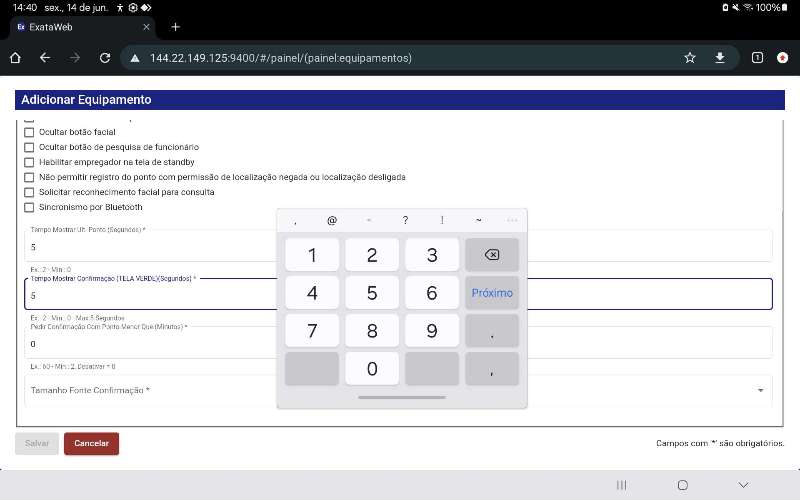 14:40 sex., 14 de jun. 100%
ExataWeb
144.22.149.125:9400/#/painel/(painel:equipamentos)
Adicionar Equipamento
Ocultar botão facial
Ocultar botão de pesquisa de funcionário
Habilitar empregador na tela de standby
Não permitir registro do ponto com permissão de localização negada ou localização desligada
Solicitar reconhecimento facial para consulta
Sincronismo por Bluetooth
Tempo Mostrar Ult. Ponto (Segundos) *
5
Ex.: 2 - Min.: 0
Tempo Mostrar Confirmação (TELA VERDE)(Segundos) *
5
Ex.: 2 - Min.: 0 - Max 5 Segundos
Pedir Confirmação Com Ponto Menor Que (Minutos) *
0
Ex.: 60 - Min.: 2, Desativar = 0
Tamanho Fonte Confirmação *
, @ - ? ! ~ ...
1 2 3
4 5 6 Próximo
7 8 9 .
0 ,
Salvar Cancelar
Campos com '*' são obrigatórios.